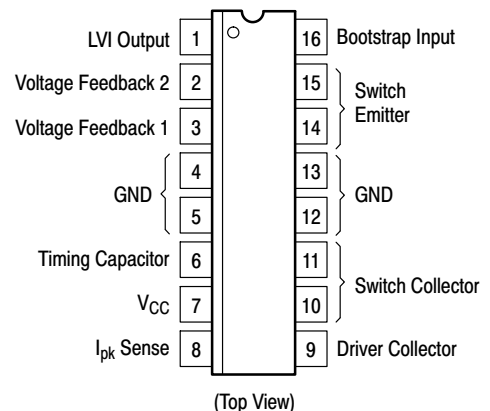 LVI Output 1 16 Bootstrap Input
Voltage Feedback 2 2 15 Switch
Emitter
Voltage Feedback 1 3 14
4 13
GND GND
5 12
Timing Capacitor 6 11
Switch Collector
VCC 7 10
Ipk Sense 8 9 Driver Collector
(Top View)